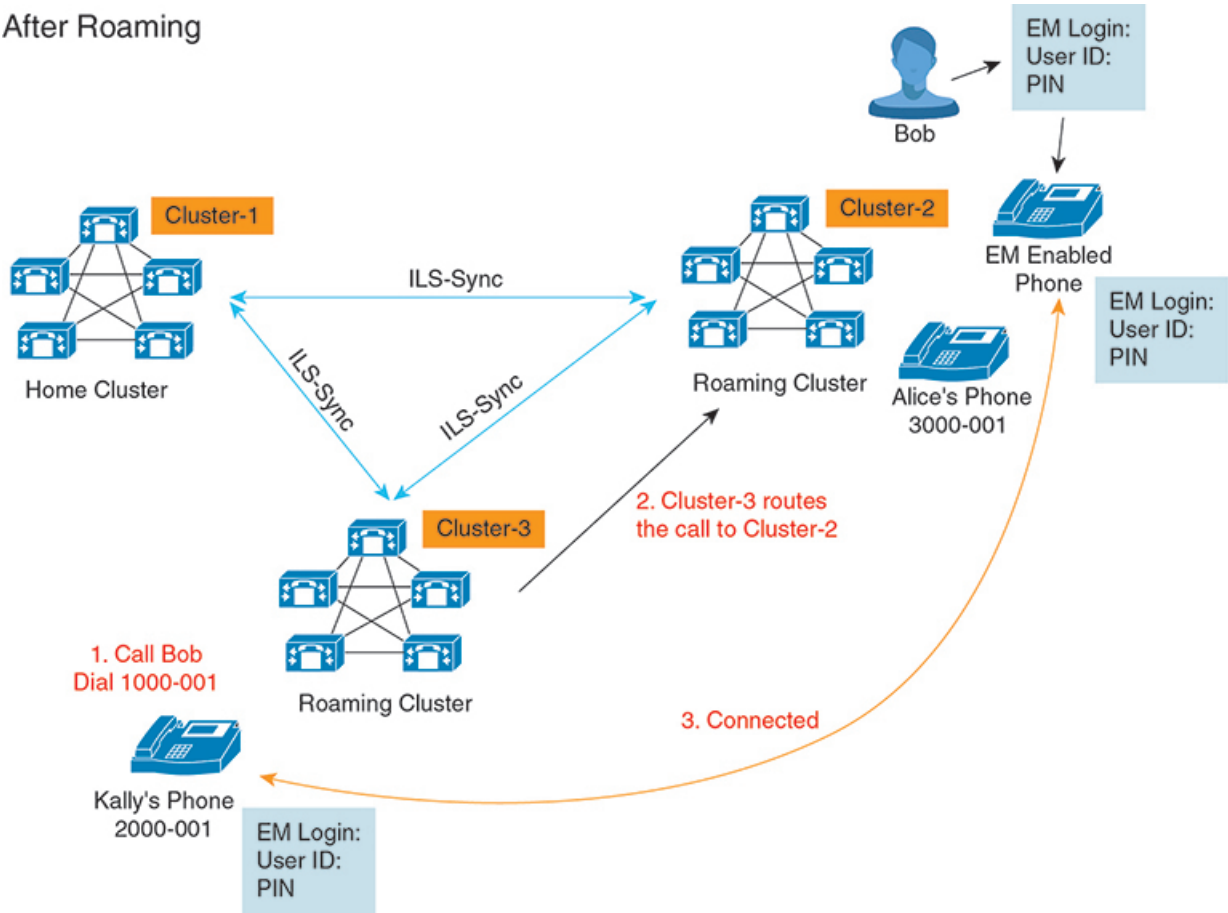 After Roaming
EM Login:
User ID:
PIN
Bob
Cluster-1
Cluster-2
EM Enabled
Phone
ILS-Sync
EM Login:
User ID:
PIN
Home Cluster
Roaming Cluster
Alice's Phone
3000-001
ILS-Sync
ILS-Sync
Cluster-3
2. Cluster-3 routes
the call to Cluster-2
1. Call Bob
Dial 1000-001
Roaming Cluster
3. Connected
Kally's Phone
2000-001
EM Login:
User ID:
PIN